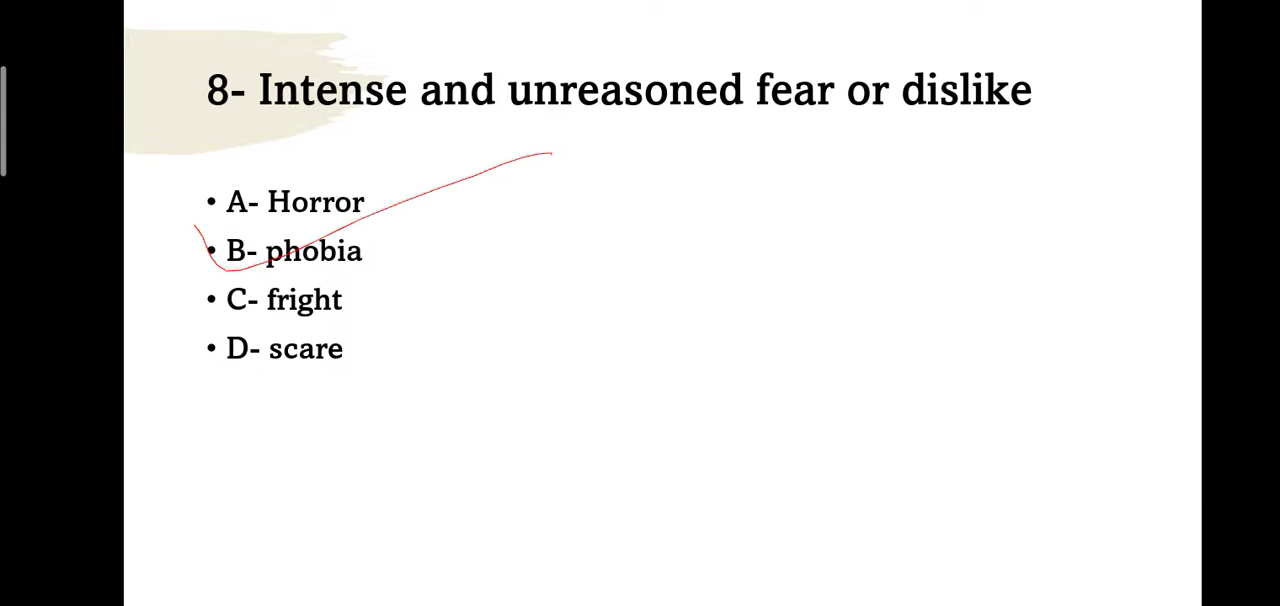 8- Intense and unreasoned fear or dislike
• A- Horror
• B- phobia
• C- fright
• D- scare